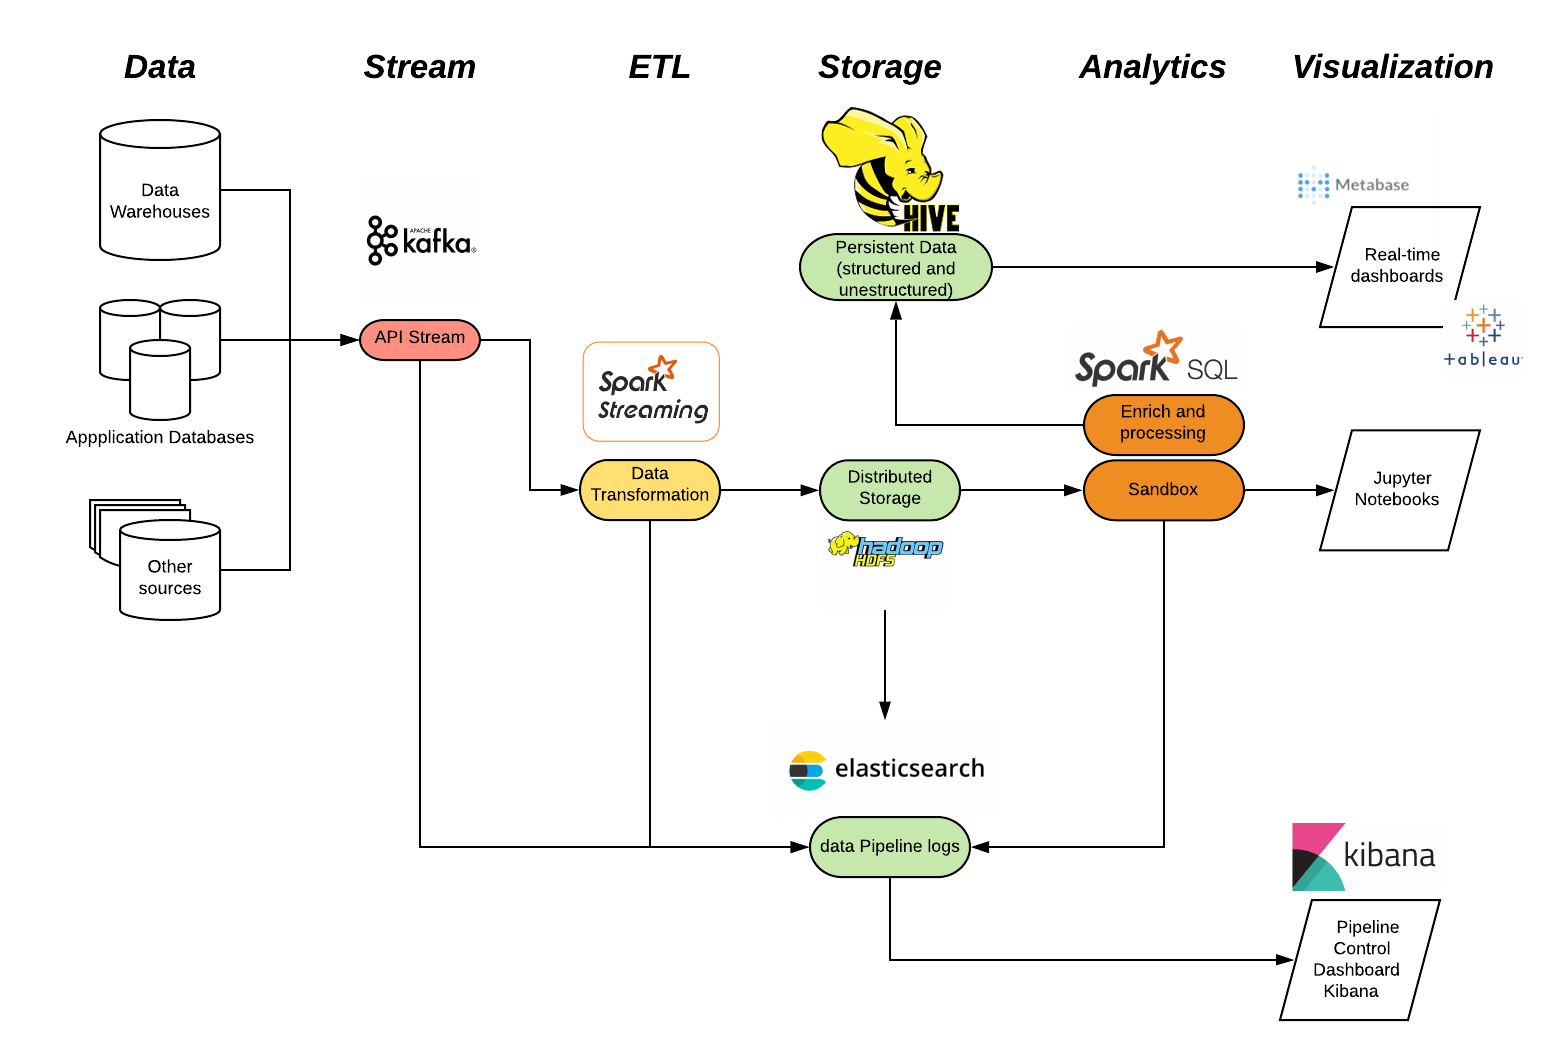 Data
Stream
ETL
Storage
Analytics
Visualization
Data
Warehouses
Appplication Databases
Other
sources
APACHE
kafka®
API Stream
Spark
Streaming
Data
Transformation
HIVE
Persistent Data
(structured and
unestructured)
Distributed
Storage
hadoop
HDFS
elasticsearch
data Pipeline logs
Spark SQL
Enrich and
processing
Sandbox
Metabase
Real-time
dashboards
+ableau
Jupyter
Notebooks
kibana
Pipeline
Control
Dashboard
Kibana